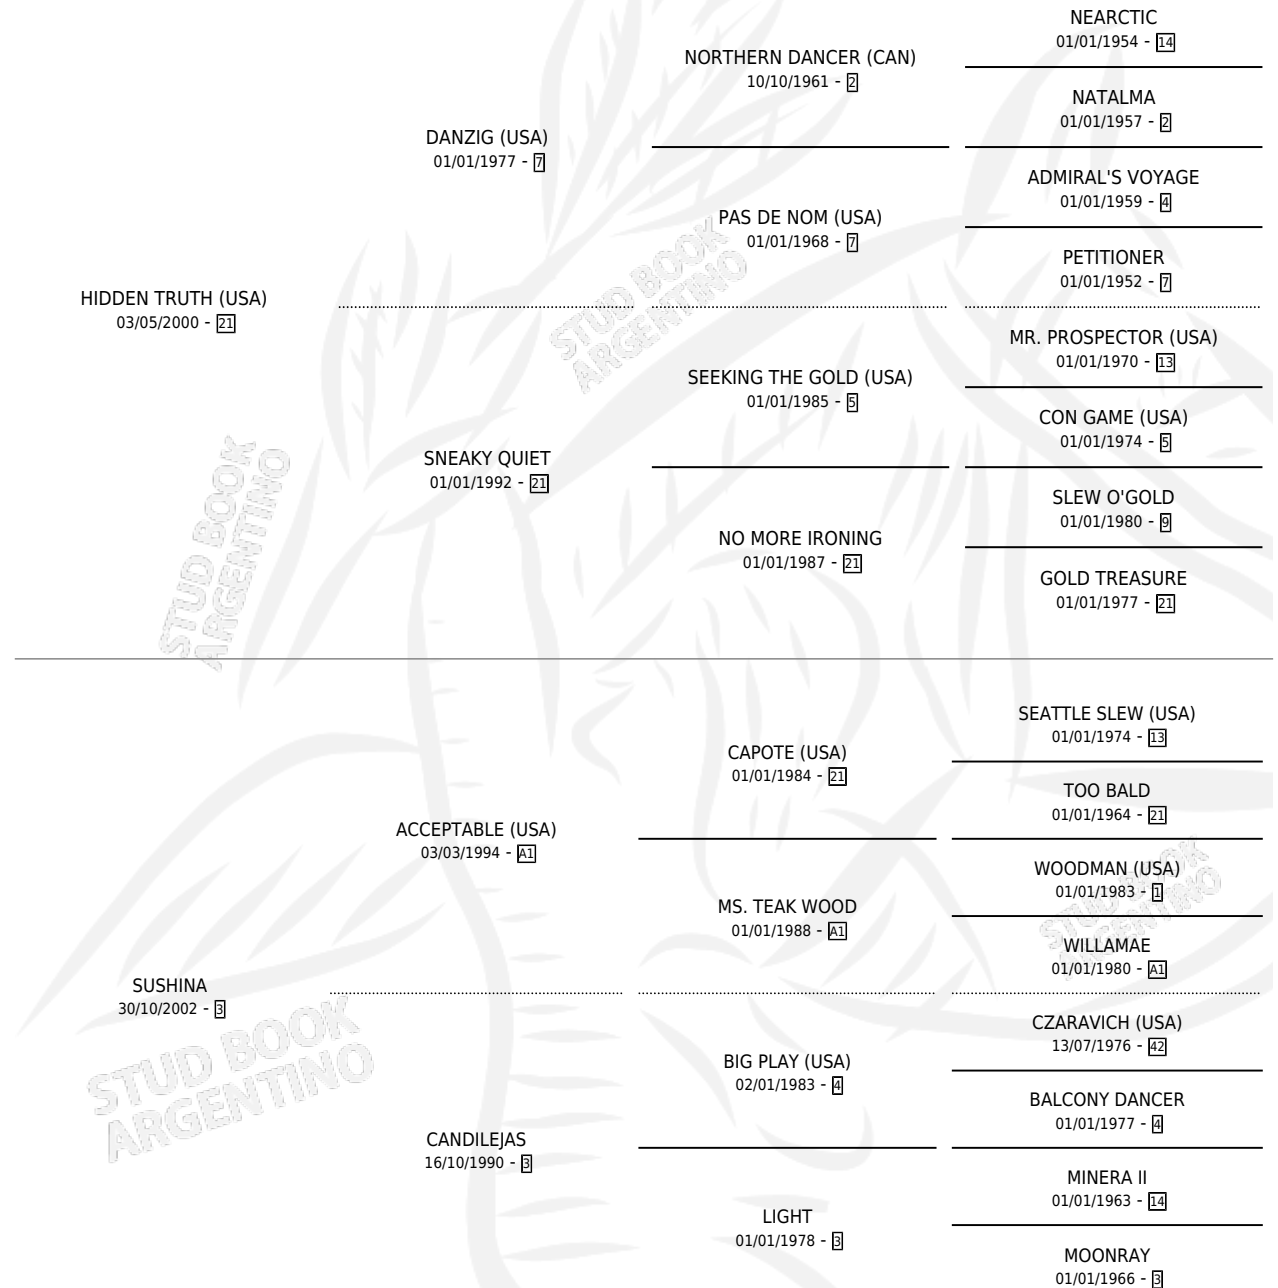 HIDDEN TRUTH (USA)
03/05/2000 - 21
DANZIG (USA)
01/01/1977 - 7
SNEAKY QUIET
01/01/1992 - 21
NORTHERN DANCER (CAN)
10/10/1961 - 2
PAS DE NOM (USA)
01/01/1968 - 7
SEEKING THE GOLD (USA)
01/01/1985 - 5
NO MORE IRONING
01/01/1987 - 21
NEARCTIC
01/01/1954 - 14
NATALMA
01/01/1957 - 2
ADMIRAL'S VOYAGE
01/01/1959 - 4
PETITIONER
01/01/1952 - 7
MR. PROSPECTOR (USA)
01/01/1970 - 13
CON GAME (USA)
01/01/1974 - 5
SLEW O'GOLD
01/01/1980 - 9
GOLD TREASURE
01/01/1977 - 21
SUSHINA
30/10/2002 - 3
ACCEPTABLE (USA)
03/03/1994 - A1
CANDILEJAS
16/10/1990 - 3
CAPOTE (USA)
01/01/1984 - 21
MS. TEAK WOOD
01/01/1988 - A1
BIG PLAY (USA)
02/01/1983 - 4
LIGHT
01/01/1978 - 3
SEATTLE SLEW (USA)
01/01/1974 - 13
TOO BALD
01/01/1964 - 21
WOODMAN (USA)
01/01/1983 - 1
WILLAMAE
01/01/1980 - A1
CZARAVICH (USA)
13/07/1976 - 42
BALCONY DANCER
01/01/1977 - 4
MINERA II
01/01/1963 - 14
MOONRAY
01/01/1966 - 3
STUD BOOK
ARGENTINO
STUD BOOK
ARGENTINO
STUD BOOK
ARGENTINO
STUD BOOK
ARGENTINO